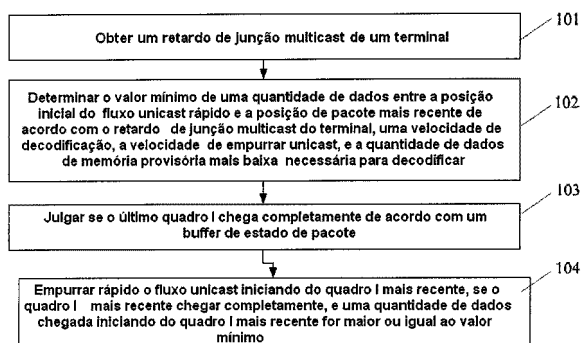 Obter um retardo de junção multicast de um terminal
101
Determinar o valor mínimo de uma quantidade de dados entre a posição
inicial do fluxo unicast rápido e a posição de pacote mais recente de
acordo com o retardo de junção multicast do terminal, uma velocidade de
decodificação, a velocidade de empurrar unicast, e a quantidade de dados
de memória provisória mais baixa necessária para decodificar
102
Julgar se o último quadro I chega completamente de acordo com um
buffer de estado de pacote
103
Empurrar rápido o fluxo unicast iniciando do quadro I mais recente, se o
quadro I mais recente chegar completamente, e uma quantidade de dados
chegada iniciando do quadro I mais recente for maior ou igual ao valor
mínimo
104